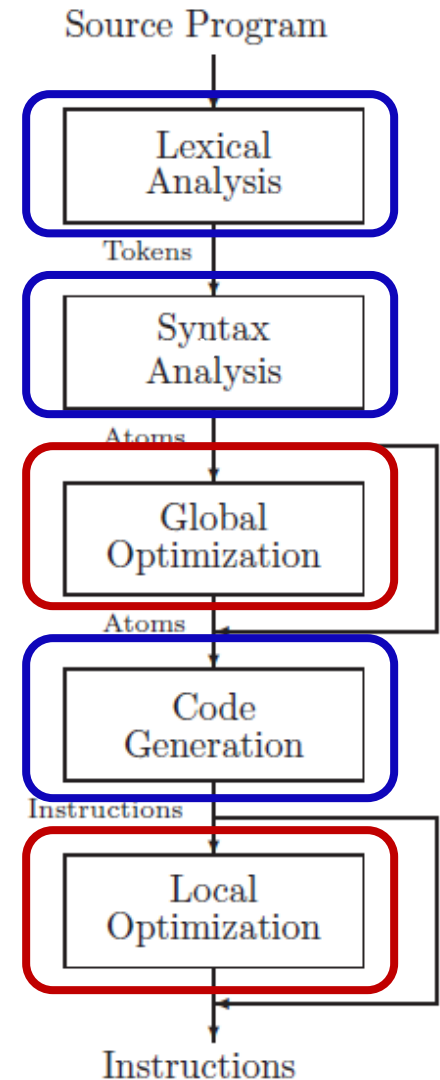 Source Program
Lexical
Analysis
Tokens
Syntax
Analysis
Atoms
Global
Optimization
Atoms
Code
Generation
Instructions
Local
Optimization
Instructions